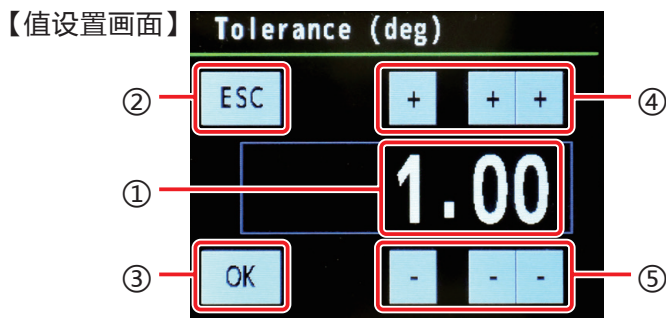 【值设置画面】
Tolerance (deg)
② ESC + + + ④
① 1.00
③ OK - - - ⑤